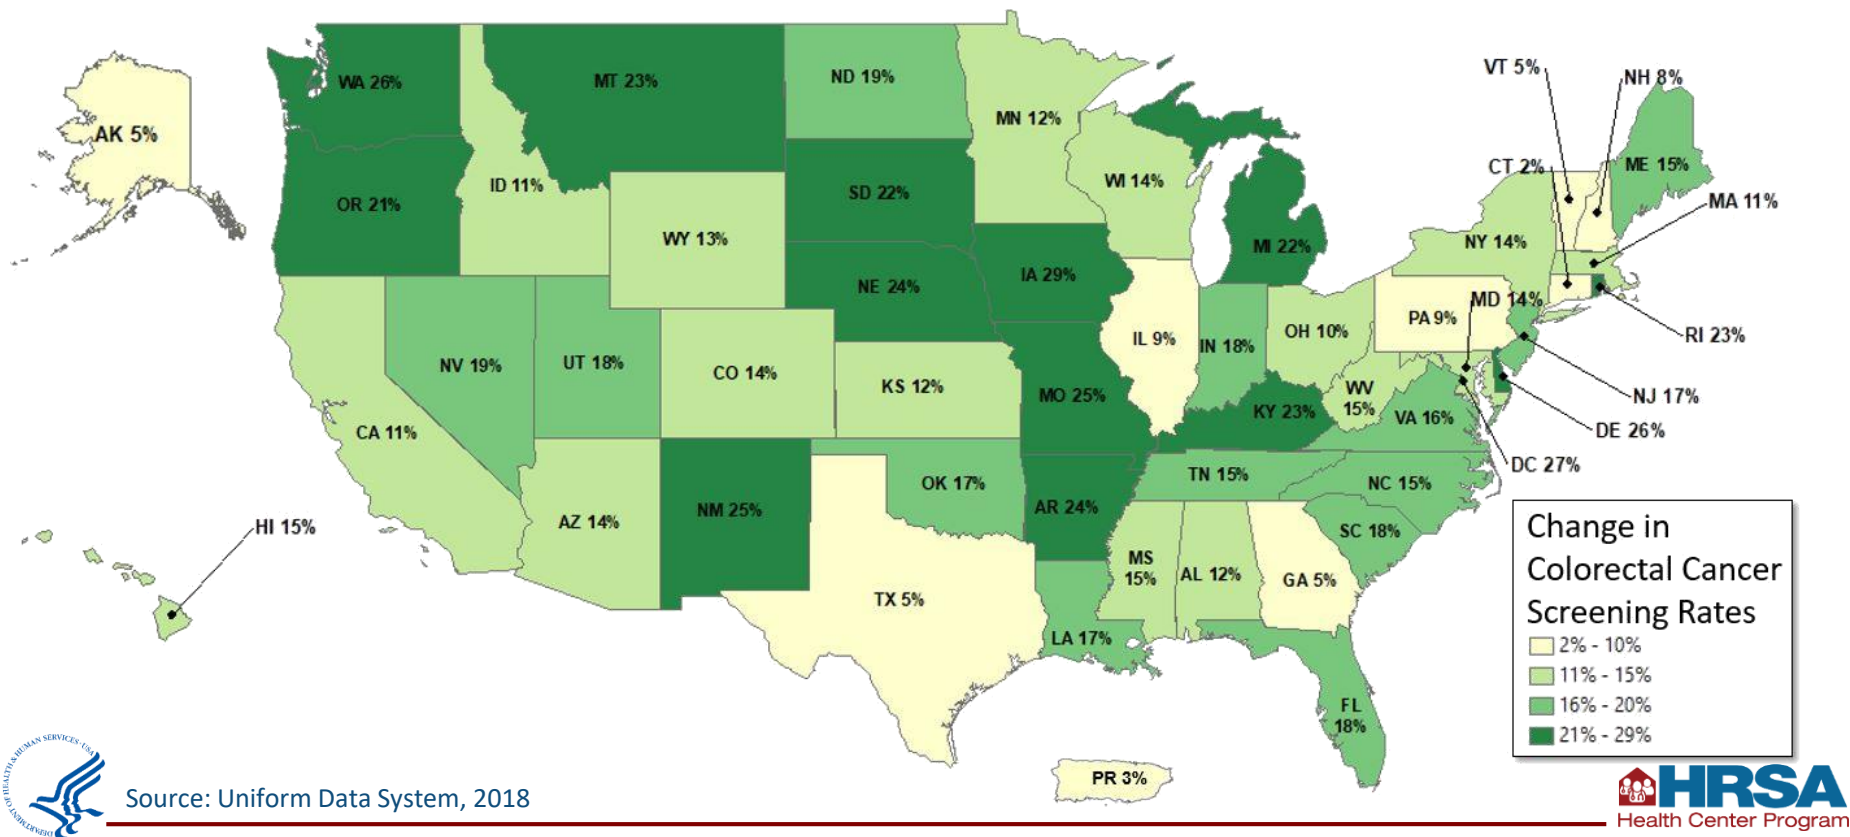 WA 26%
MT 23%
ND 19%
MN 12%
VT 5%
NH 8%
AK 5%
OR 21%
ID 11%
WY 13%
SD 22%
WI 14%
MI 22%
CT 2%
ME 15%
MA 11%
NY 14%
NE 24%
IA 29%
IL 9%
IN 18%
OH 10%
PA 9%
MD 14%
RI 23%
NV 19%
UT 18%
CO 14%
KS 12%
MO 25%
KY 23%
WV
15%
VA 16%
NJ 17%
DE 26%
DC 27%
CA 11%
AZ 14%
NM 25%
OK 17%
AR 24%
TN 15%
NC 15%
SC 18%
HI 15%
TX 5%
LA 17%
MS
15%
AL 12%
GA 5%
FL
18%
PR 3%
Change in
Colorectal Cancer
Screening Rates
2% - 10%
11% - 15%
16% - 20%
21% - 29%
DEPARTMENT OF HEALTH & HUMAN SERVICES · USA
Source: Uniform Data System, 2018
HRSA
Health Center Program